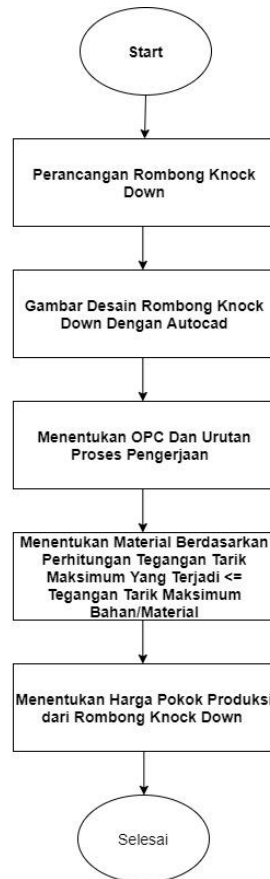 Start
Perancangan Rombong Knock
Down
Gambar Desain Rombong Knock
Down Dengan Autocad
Menentukan OPC Dan Urutan
Proses Pengerjaan
Menentukan Material Berdasarkan
Perhitungan Tegangan Tarik
Maksimum Yang Terjadi <=
Tegangan Tarik Maksimum
Bahan/Material
Menentukan Harga Pokok Produksi
dari Rombong Knock Down
Selesai